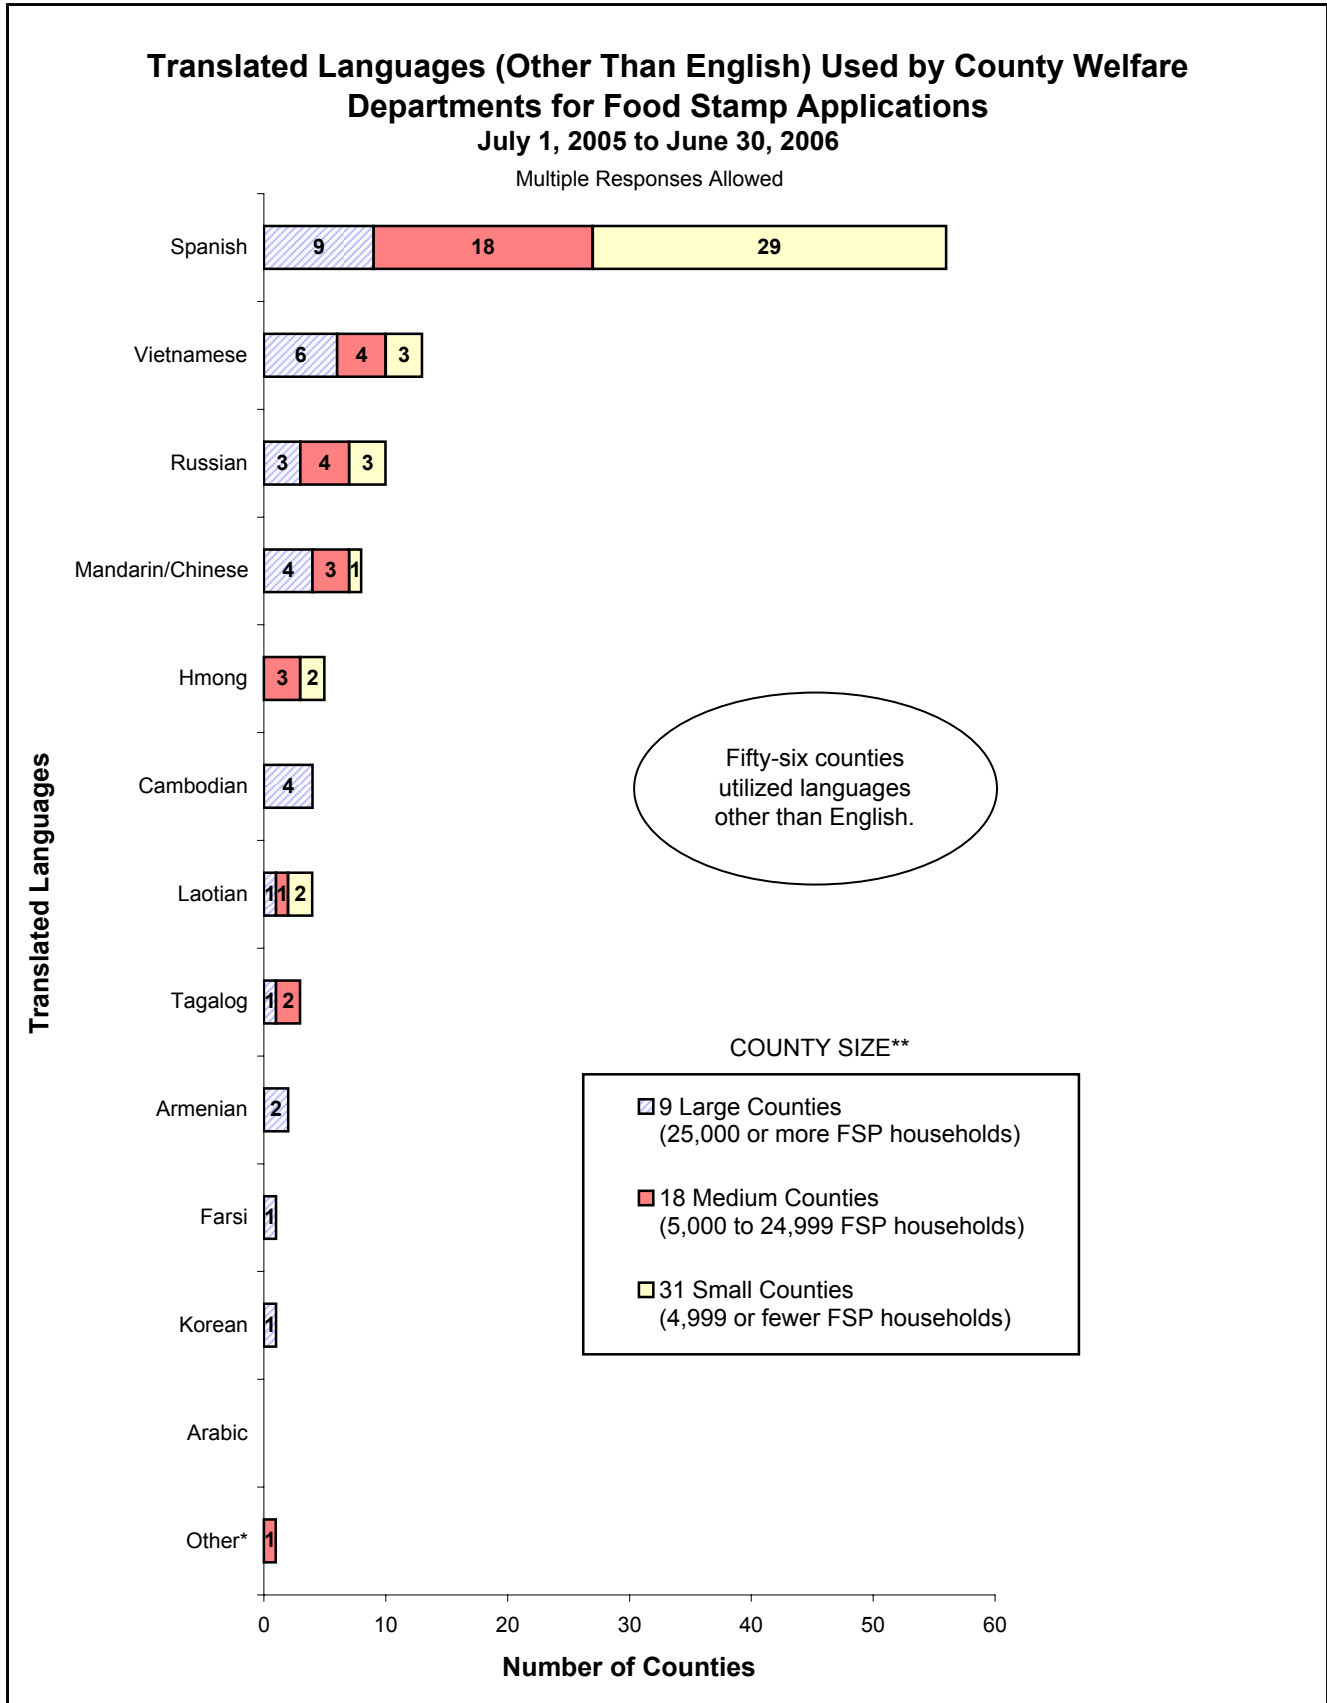 Translated Languages (Other Than English) Used by County Welfare
Departments for Food Stamp Applications
July 1, 2005 to June 30, 2006
Multiple Responses Allowed
Spanish 9 18 29
Vietnamese 6 4 3
Russian 3 4 3
Mandarin/Chinese 4 3 1
Hmong 3 2
Cambodian 4
Laotian 1 1 2
Tagalog 1 2
Armenian 2
Farsi 1
Korean 1
Arabic
Other* 1
Translated Languages
Fifty-six counties
utilized languages
other than English.
COUNTY SIZE**
9 Large Counties
(25,000 or more FSP households)
18 Medium Counties
(5,000 to 24,999 FSP households)
31 Small Counties
(4,999 or fewer FSP households)
0 10 20 30 40 50 60
Number of Counties